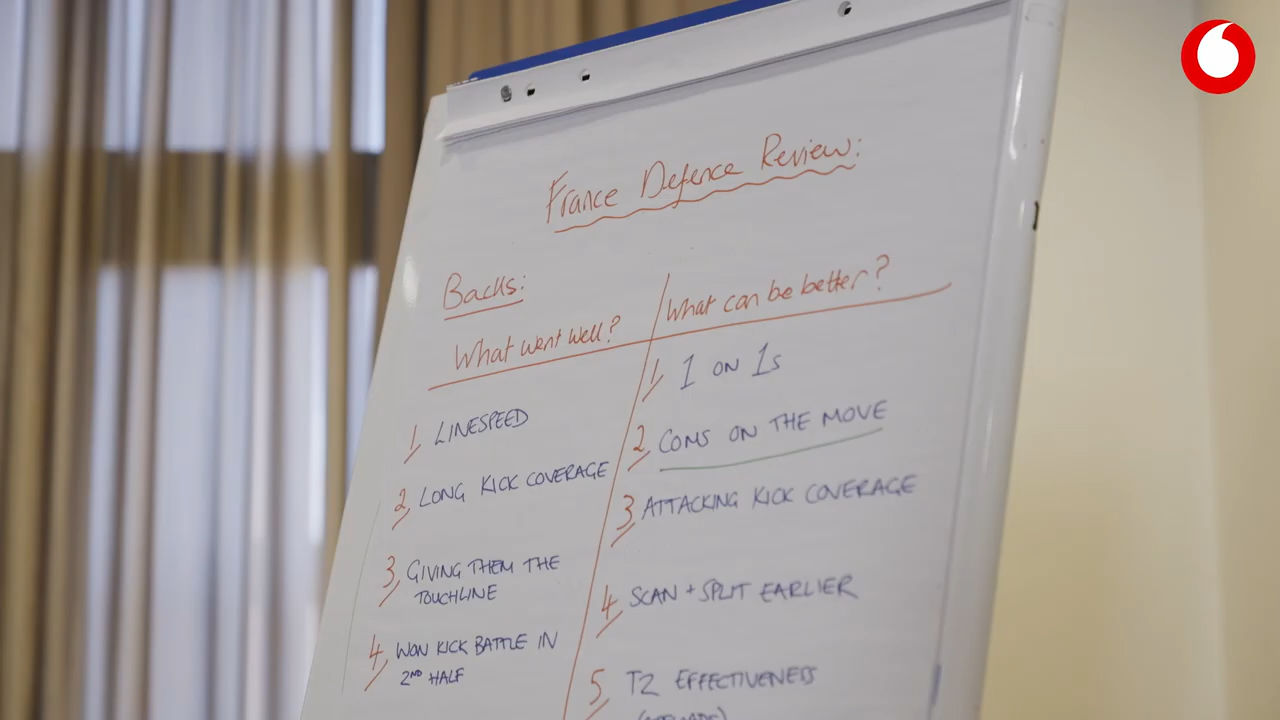 France Defence Review:
Backs:
What went well?
1, LINESPEED
2, LONG KICK COVERAGE
3, GIVING THEM THE
TOUCHLINE
4, WON KICK BATTLE IN
2ND HALF
What can be better?
1, 1 ON 1s
2, COMS ON THE MOVE
3, ATTACKING KICK COVERAGE
4, SCAN + SPLIT EARLIER
5, T2 EFFECTIVENESS